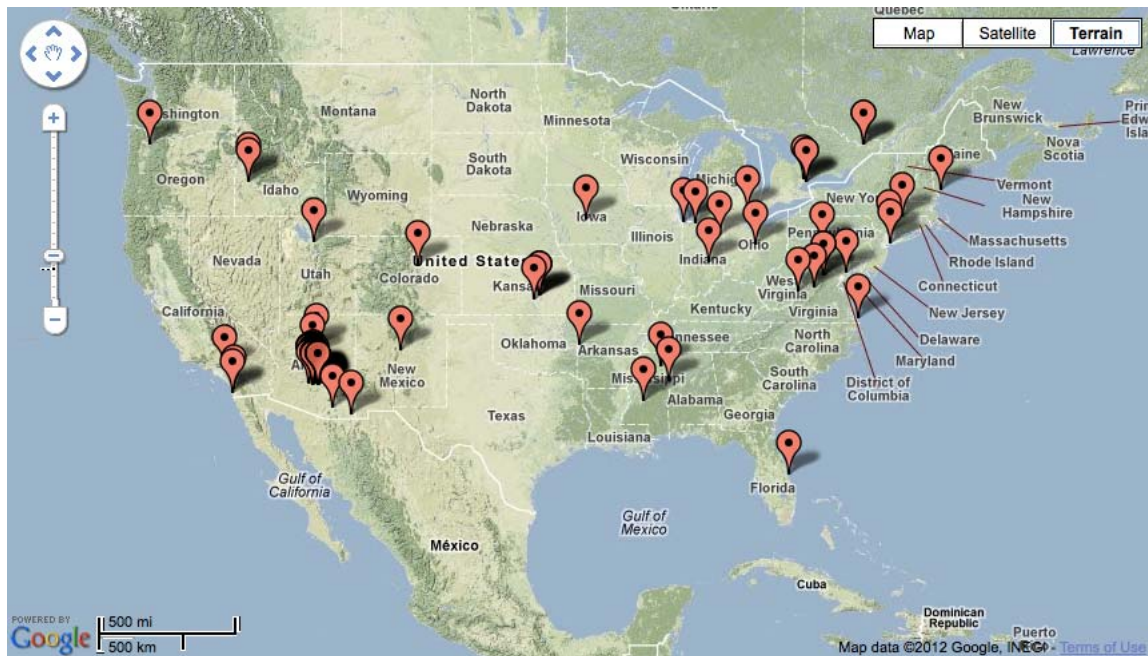 Ontario
Quebec
Map
Satellite
Terrain
Lawrence
Washington
Montana
North
Dakota
Minnesota
New
Brunswick
Nova
Scotia
Oregon
Idaho
South
Dakota
Wisconsin
Michig
Maine
Wyoming
Iowa
New Yo
Vermont
New
Hampshire
Nebraska
Illinois
Indiana
Ohio
Pennsylvania
Massachusetts
Rhode Island
Connecticut
Nevada
Utah
Colorado
United States
Kansas
Missouri
West
Virginia
Virginia
Kentucky
New Jersey
Delaware
Maryland
District of
Columbia
California
Oklahoma
Arkansas
Tennessee
North
Carolina
South
Carolina
New
Mexico
Mississippi
Alabama
Georgia
Texas
Louisiana
Florida
Gulf of
California
Gulf of
Mexico
México
Cuba
Dominican
Republic
Puerto
POWERED BY
Google
500 mi
500 km
Map data ©2012 Google, INEGI - Terms of Use